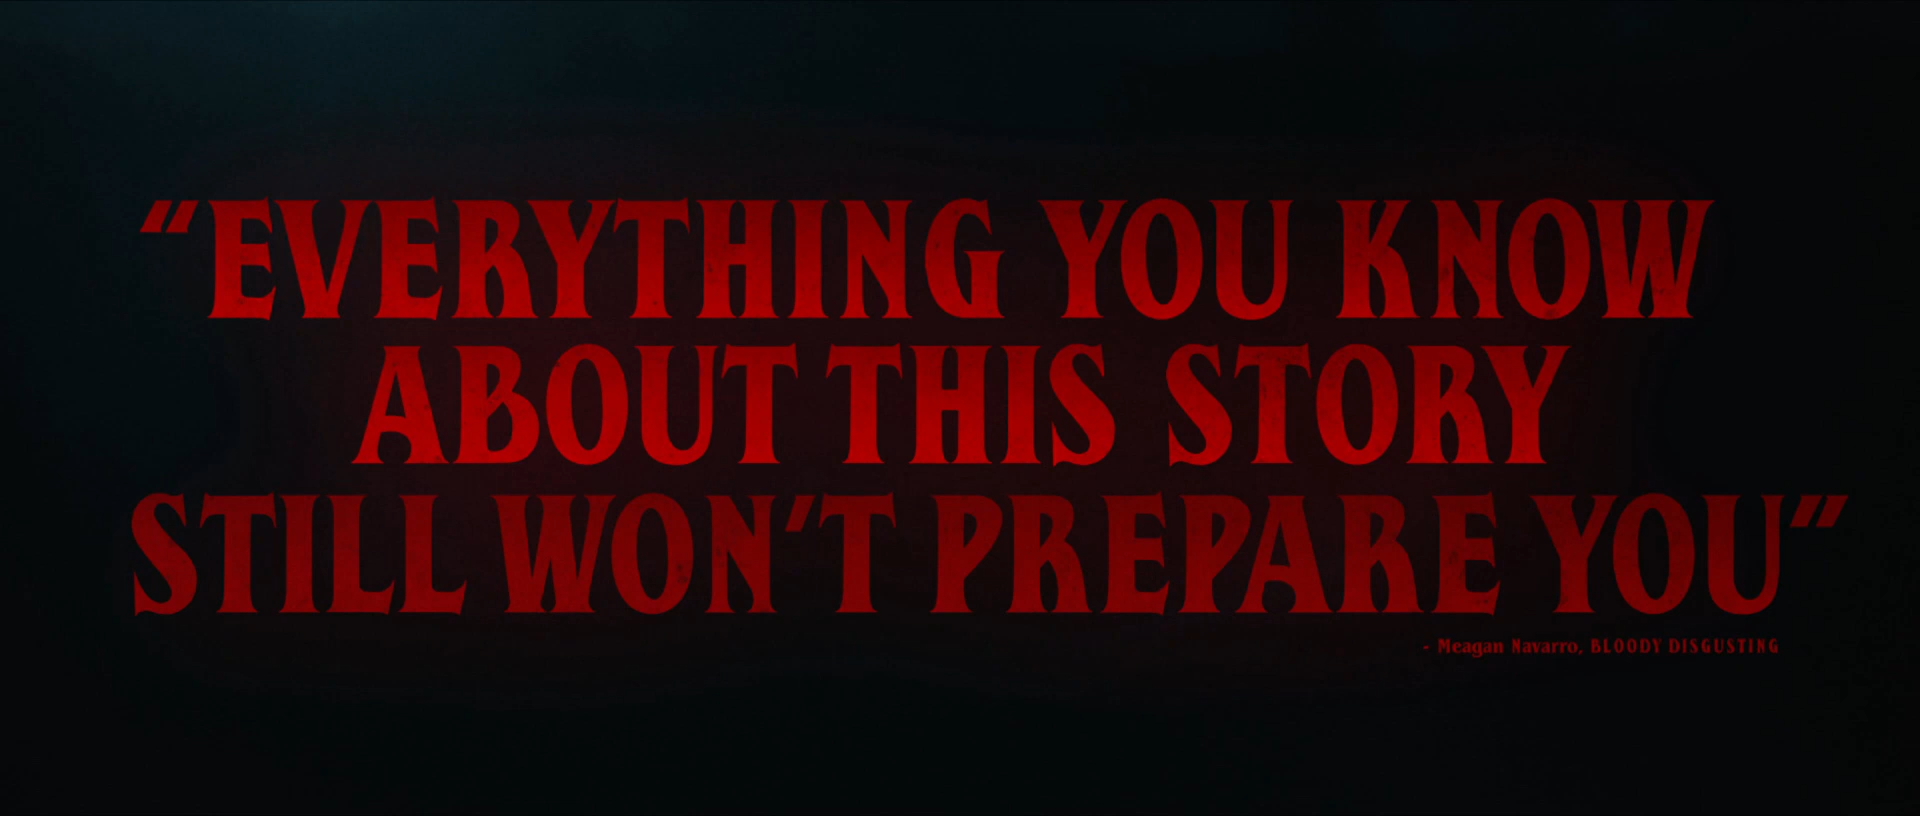 “EVERYTHING YOU KNOW
ABOUT THIS STORY
STILL WON’T PREPARE YOU”
- Meagan Navarro, BLOODY DISGUSTING